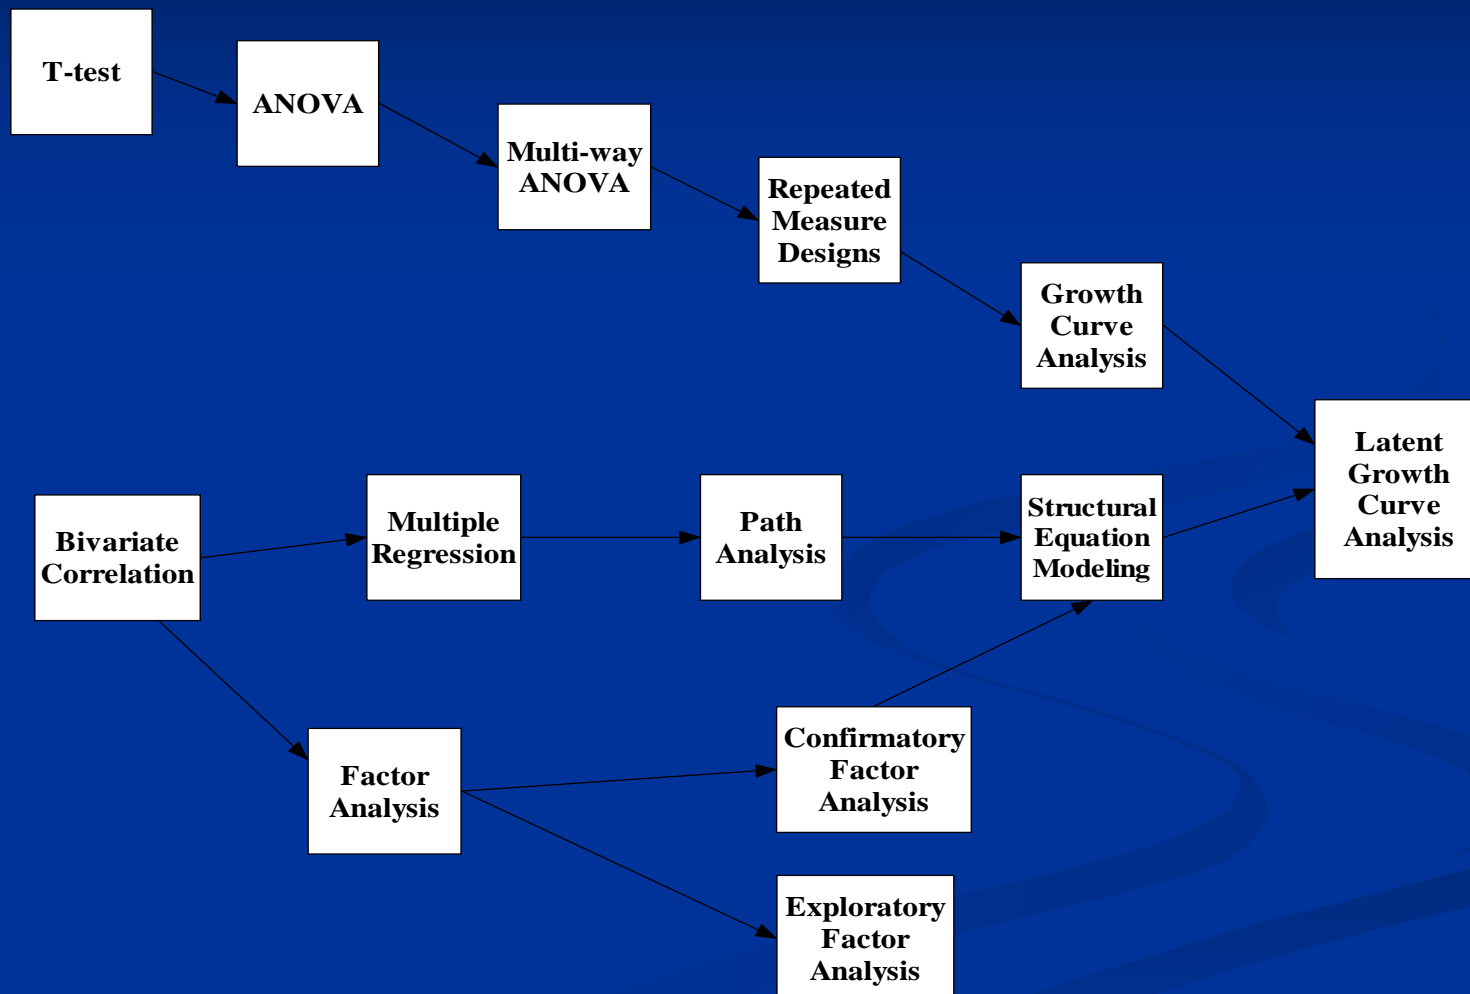 T-test
ANOVA
Multi-way
ANOVA
Repeated
Measure
Designs
Growth
Curve
Analysis
Latent
Growth
Curve
Analysis
Bivariate
Correlation
Multiple
Regression
Path
Analysis
Structural
Equation
Modeling
Factor
Analysis
Confirmatory
Factor
Analysis
Exploratory
Factor
Analysis